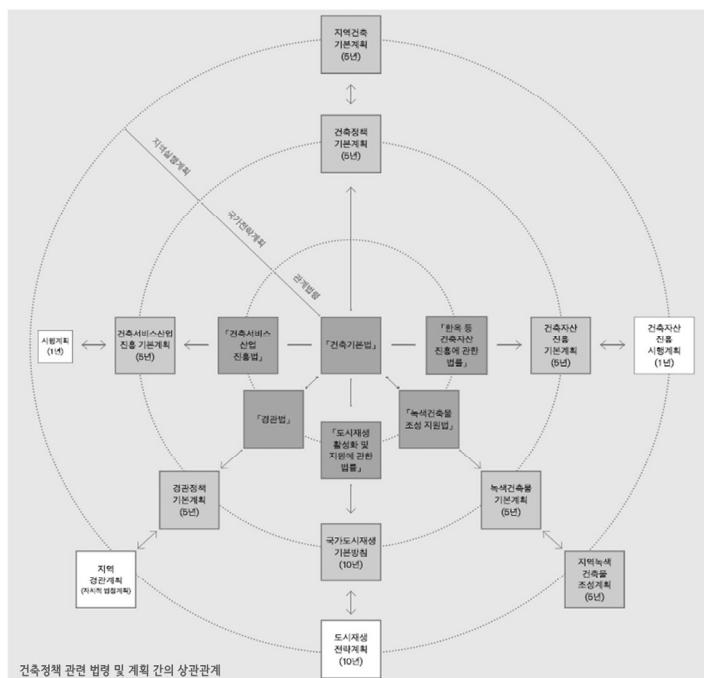 지역건축
기본계획
(5년)
건축정책
기본계획
(5년)
지역실행계획
국가전략계획
관계법령
시행계획
(1년)
건축서비스산업
진흥 기본계획
(5년)
「건축서비스
산업
진흥법」
「건축기본법」
「한옥 등
건축자산
진흥에 관한
법률」
건축자산
진흥
기본계획
(5년)
건축자산
진흥
시행계획
(1년)
「경관법」
「도시재생
활성화 및
지원에 관한
법률」
「녹색건축물
조성 지원법」
경관정책
기본계획
(5년)
국가도시재생
기본방침
(10년)
녹색건축물
기본계획
(5년)
지역
경관계획
(자치적 법정계획)
도시재생
전략계획
(10년)
지역녹색
건축물
조성계획
(5년)
건축정책 관련 법령 및 계획 간의 상관관계